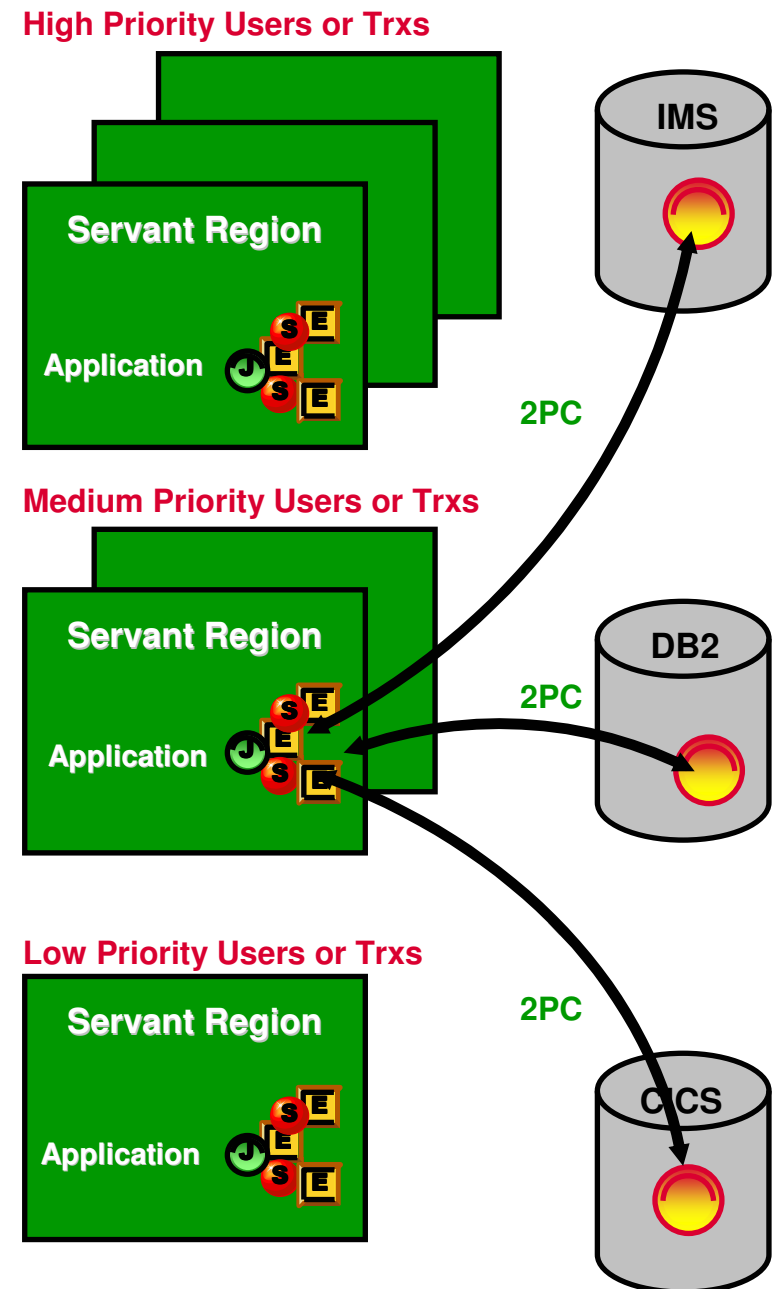 High Priority Users or Trxs
IMS
Servant Region
S E
Application
J E
S E
2PC
Medium Priority Users or Trxs
DB2
Servant Region
2PC
S E
Application
J E
S E
Low Priority Users or Trxs
2PC
Servant Region
CICS
S E
Application
J E
S E